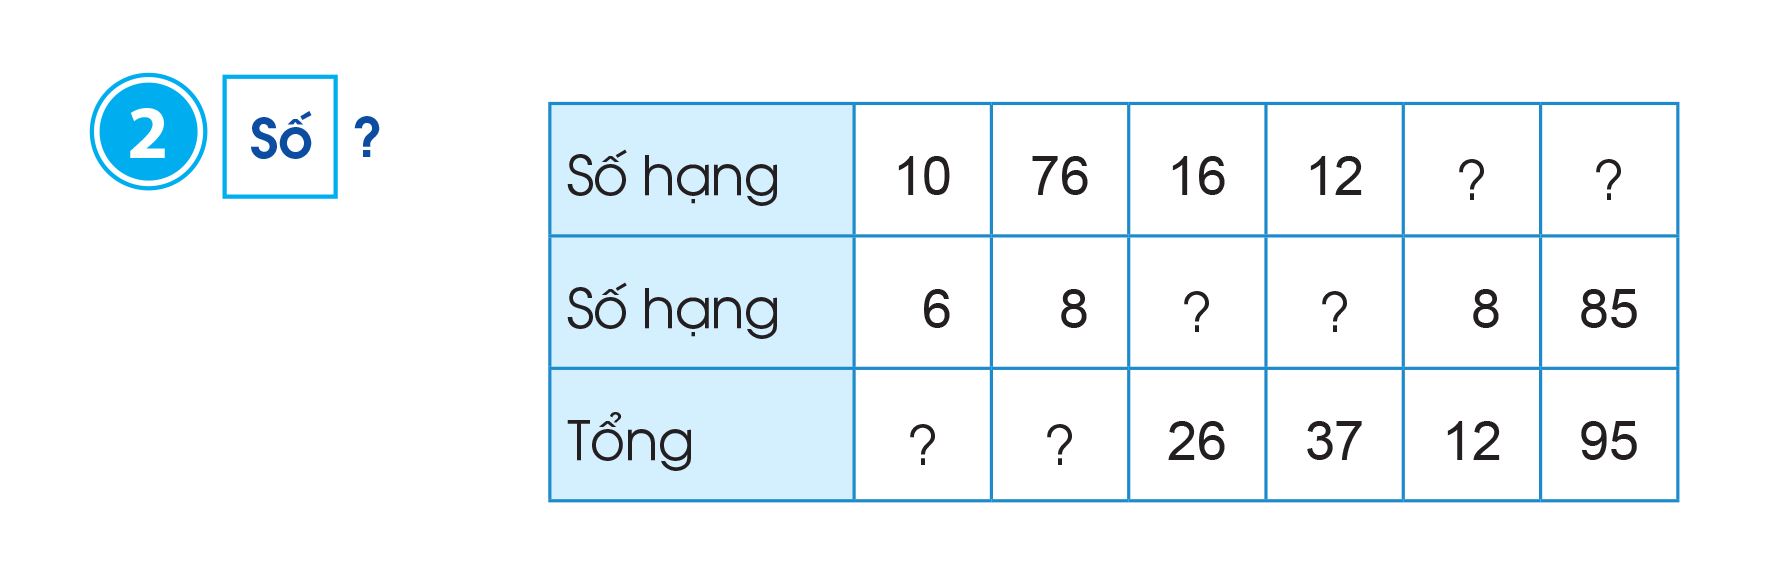 2 Số ?
Số hạng 10 76 16 12 ? ?
Số hạng 6 8 ? ? 8 85
Tổng ? ? 26 37 12 95